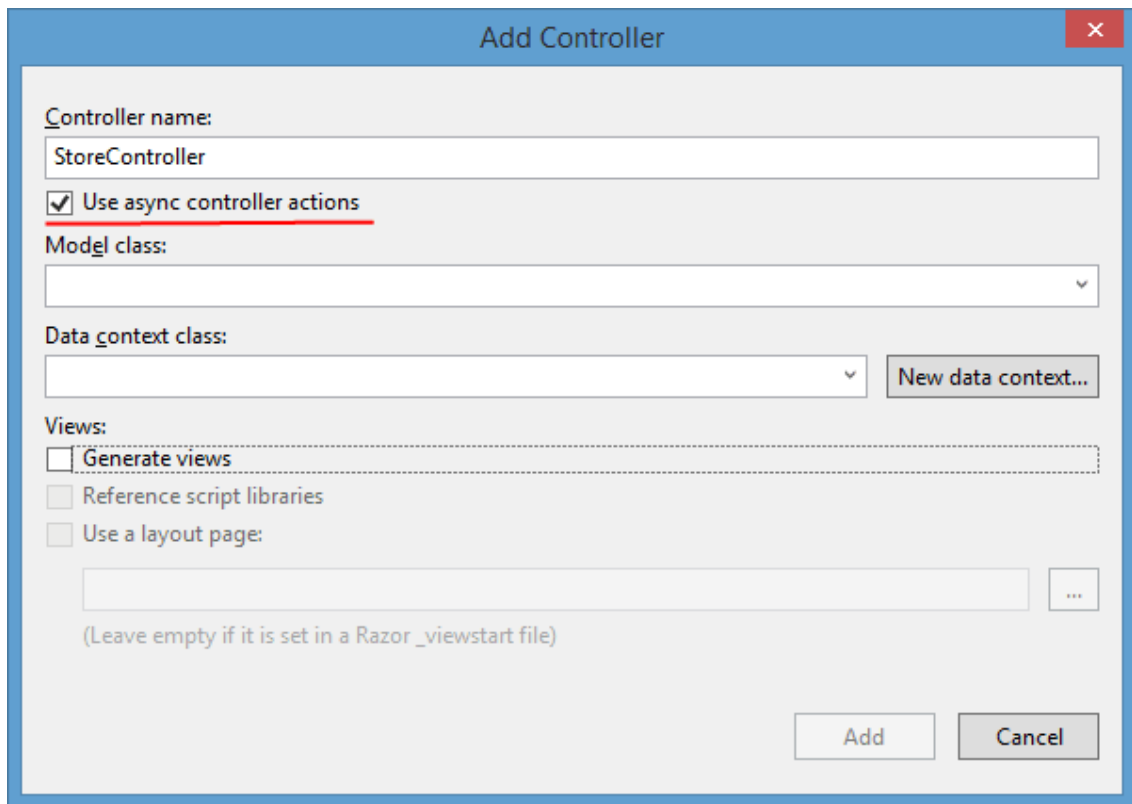 Add Controller
Controller name:
StoreController
Use async controller actions
Model class:
Data context class:
New data context...
Views:
Generate views
Reference script libraries
Use a layout page:
...
(Leave empty if it is set in a Razor _viewstart file)
Add Cancel